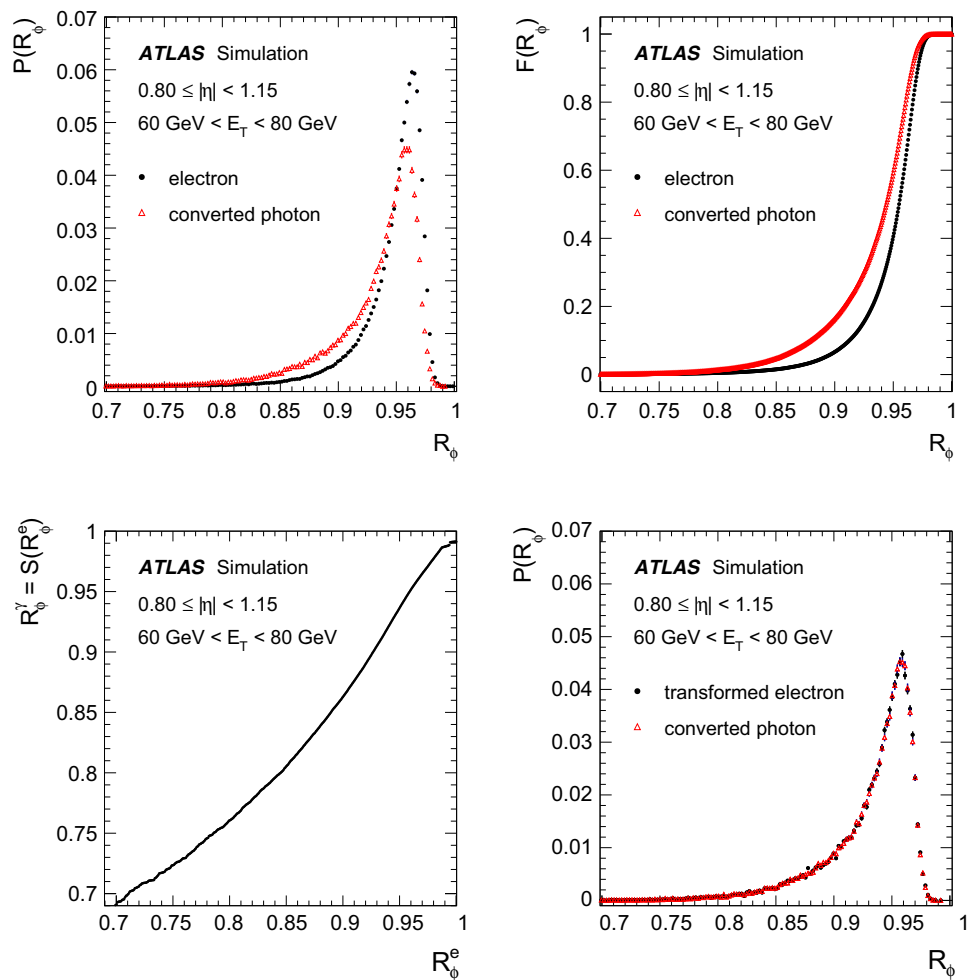 P(R_ϕ)
0.07
0.06
0.05
0.04
0.03
0.02
0.01
0
ATLAS Simulation
0.80 ≤ |η| < 1.15
60 GeV < E_T < 80 GeV
electron
converted photon
0.7 0.75 0.8 0.85 0.9 0.95 1
R_ϕ
F(R_ϕ)
1
0.8
0.6
0.4
0.2
0
ATLAS Simulation
0.80 ≤ |η| < 1.15
60 GeV < E_T < 80 GeV
electron
converted photon
0.7 0.75 0.8 0.85 0.9 0.95 1
R_ϕ
R_ϕ^γ = S(R_ϕ^e)
1
0.95
0.9
0.85
0.8
0.75
0.7
ATLAS Simulation
0.80 ≤ |η| < 1.15
60 GeV < E_T < 80 GeV
0.7 0.75 0.8 0.85 0.9 0.95 1
R_ϕ^e
P(R_ϕ)
0.07
0.06
0.05
0.04
0.03
0.02
0.01
0
ATLAS Simulation
0.80 ≤ |η| < 1.15
60 GeV < E_T < 80 GeV
transformed electron
converted photon
0.7 0.75 0.8 0.85 0.9 0.95 1
R_ϕ